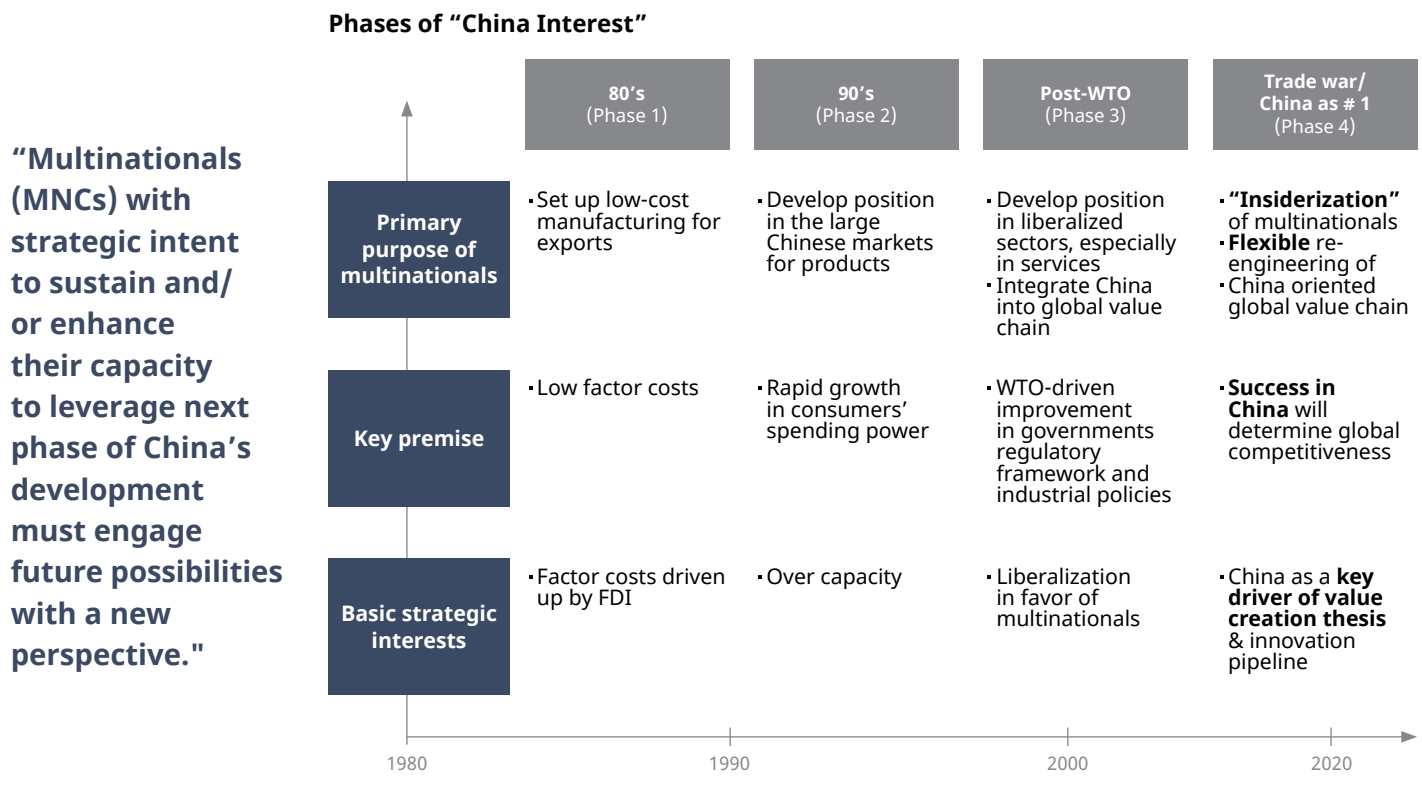 Phases of “China Interest”
“Multinationals
(MNCs) with
strategic intent
to sustain and/
or enhance
their capacity
to leverage next
phase of China’s
development
must engage
future possibilities
with a new
perspective."
80’s
(Phase 1)
90’s
(Phase 2)
Post-WTO
(Phase 3)
Trade war/
China as # 1
(Phase 4)
Primary
purpose of
multinationals
Set up low-cost
manufacturing for
exports
Develop position
in the large
Chinese markets
for products
Develop position
in liberalized
sectors, especially
in services
Integrate China
into global value
chain
“Insiderization”
of multinationals
Flexible re-
engineering of
China oriented
global value chain
Key premise
Low factor costs
Rapid growth
in consumers’
spending power
WTO-driven
improvement
in governments
regulatory
framework and
industrial policies
Success in
China will
determine global
competitiveness
Basic strategic
interests
Factor costs driven
up by FDI
Over capacity
Liberalization
in favor of
multinationals
China as a key
driver of value
creation thesis
& innovation
pipeline
1980
1990
2000
2020